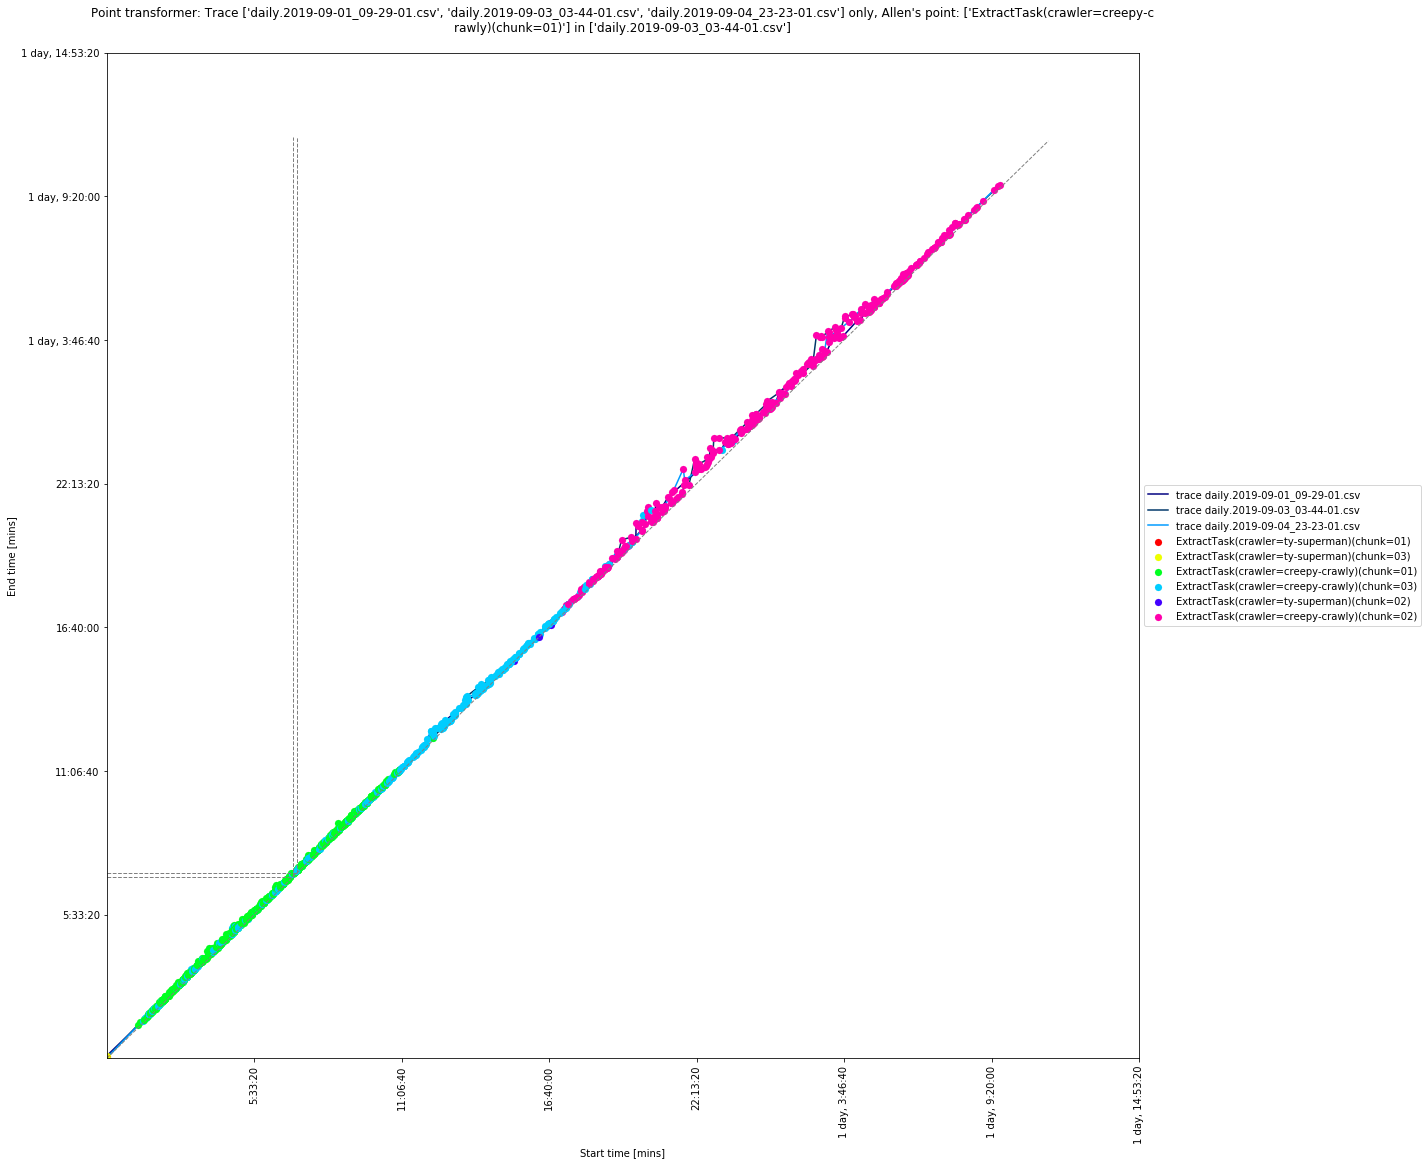 Point transformer: Trace ['daily.2019-09-01_09-29-01.csv', 'daily.2019-09-03_03-44-01.csv', 'daily.2019-09-04_23-23-01.csv'] only, Allen's point: ['ExtractTask(crawler=creepy-c
rawly)(chunk=01)'] in ['daily.2019-09-03_03-44-01.csv']
1 day, 14:53:20
1 day, 9:20:00
1 day, 3:46:40
22:13:20
16:40:00
11:06:40
5:33:20
End time [mins]
5:33:20
11:06:40
16:40:00
22:13:20
1 day, 3:46:40
1 day, 9:20:00
1 day, 14:53:20
Start time [mins]
trace daily.2019-09-01_09-29-01.csv
trace daily.2019-09-03_03-44-01.csv
trace daily.2019-09-04_23-23-01.csv
ExtractTask(crawler=ty-superman)(chunk=01)
ExtractTask(crawler=ty-superman)(chunk=03)
ExtractTask(crawler=creepy-crawly)(chunk=01)
ExtractTask(crawler=creepy-crawly)(chunk=03)
ExtractTask(crawler=ty-superman)(chunk=02)
ExtractTask(crawler=creepy-crawly)(chunk=02)